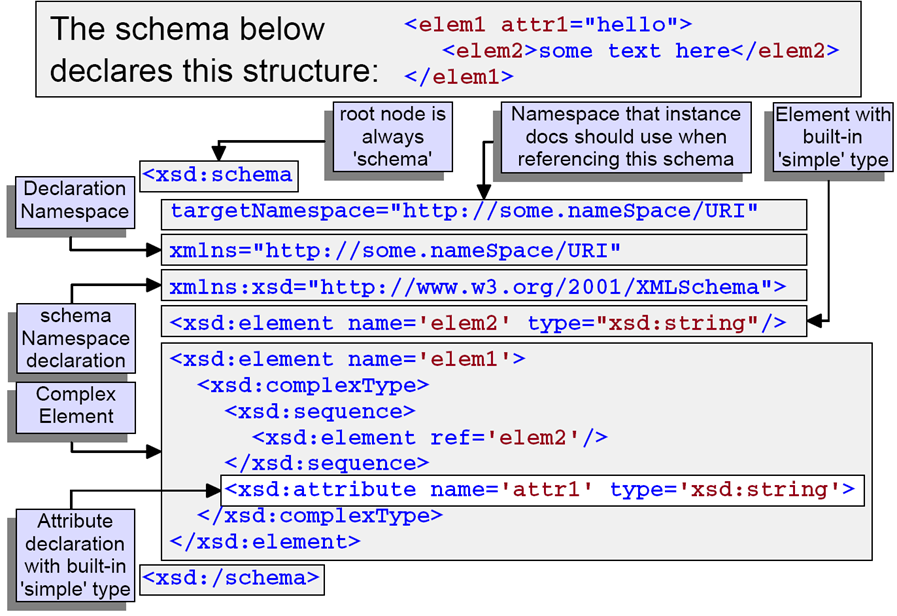 The schema below
declares this structure:
<elem1 attr1="hello">
<elem2>some text here</elem2>
</elem1>
root node is
always
'schema'
Namespace that instance
docs should use when
referencing this schema
Element with
built-in
'simple' type
<xsd:schema
Declaration
Namespace
targetNamespace="http://some.nameSpace/URI"
xmlns="http://some.nameSpace/URI"
xmlns:xsd="http://www.w3.org/2001/XMLSchema">
schema
Namespace
declaration
<xsd:element name='elem2' type="xsd:string"/>
<xsd:element name='elem1'>
<xsd:complexType>
<xsd:sequence>
<xsd:element ref='elem2'/>
</xsd:sequence>
<xsd:attribute name='attr1' type='xsd:string'>
</xsd:complexType>
</xsd:element>
Complex
Element
Attribute
declaration
with built-in
'simple' type
<xsd:/schema>